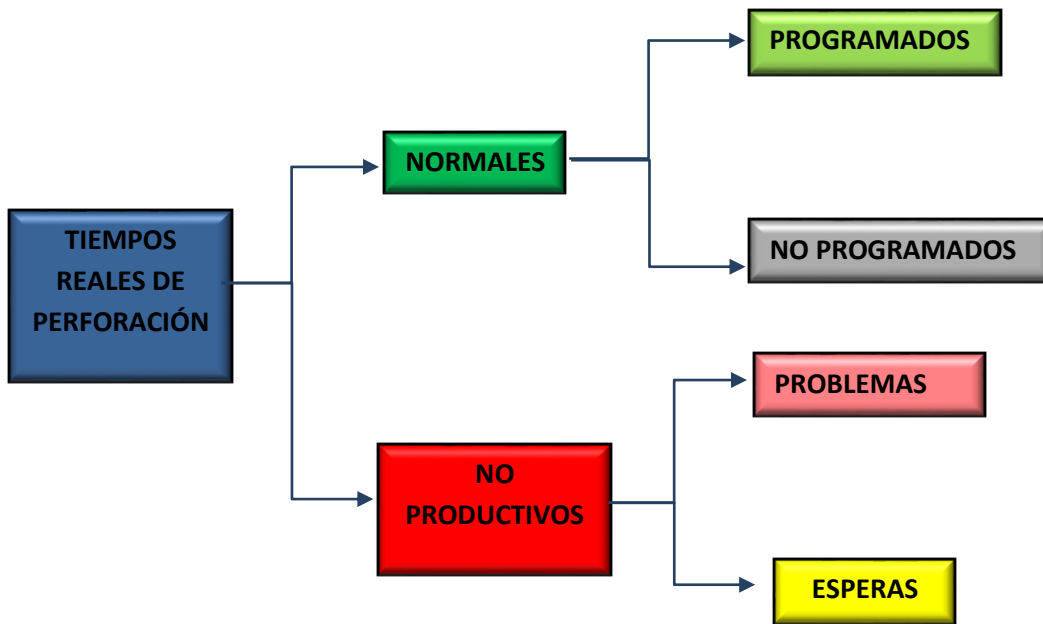 PROGRAMADOS
NORMALES
TIEMPOS
REALES DE
PERFORACIÓN
NO PROGRAMADOS
PROBLEMAS
NO
PRODUCTIVOS
ESPERAS